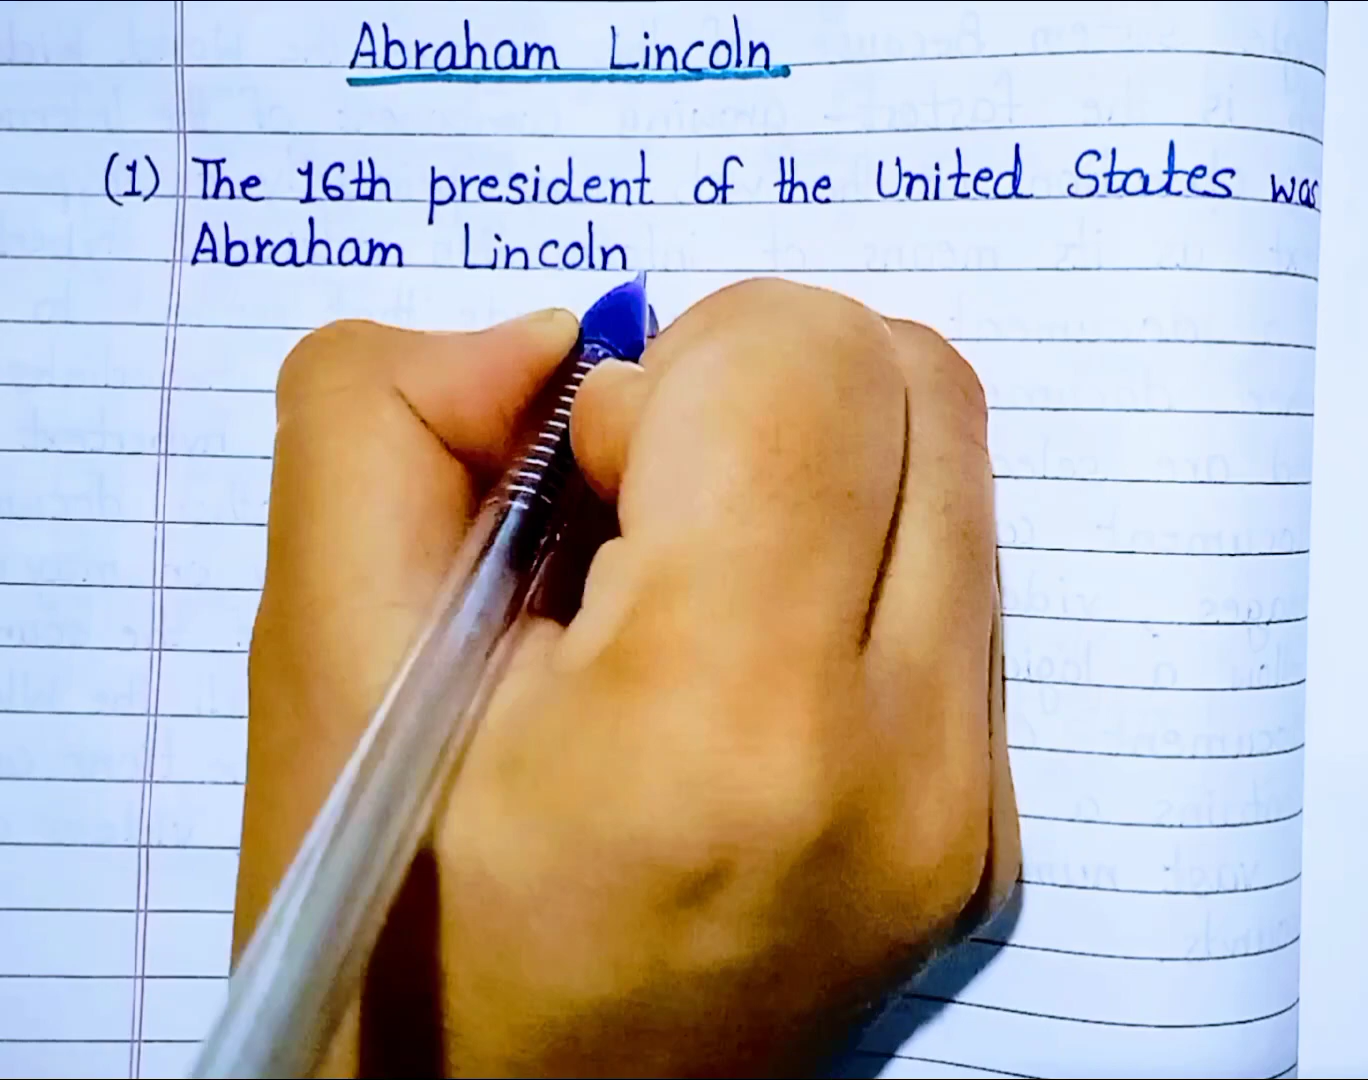 Abraham Lincoln.
(1) The 16th president of the United States was
Abraham Lincoln